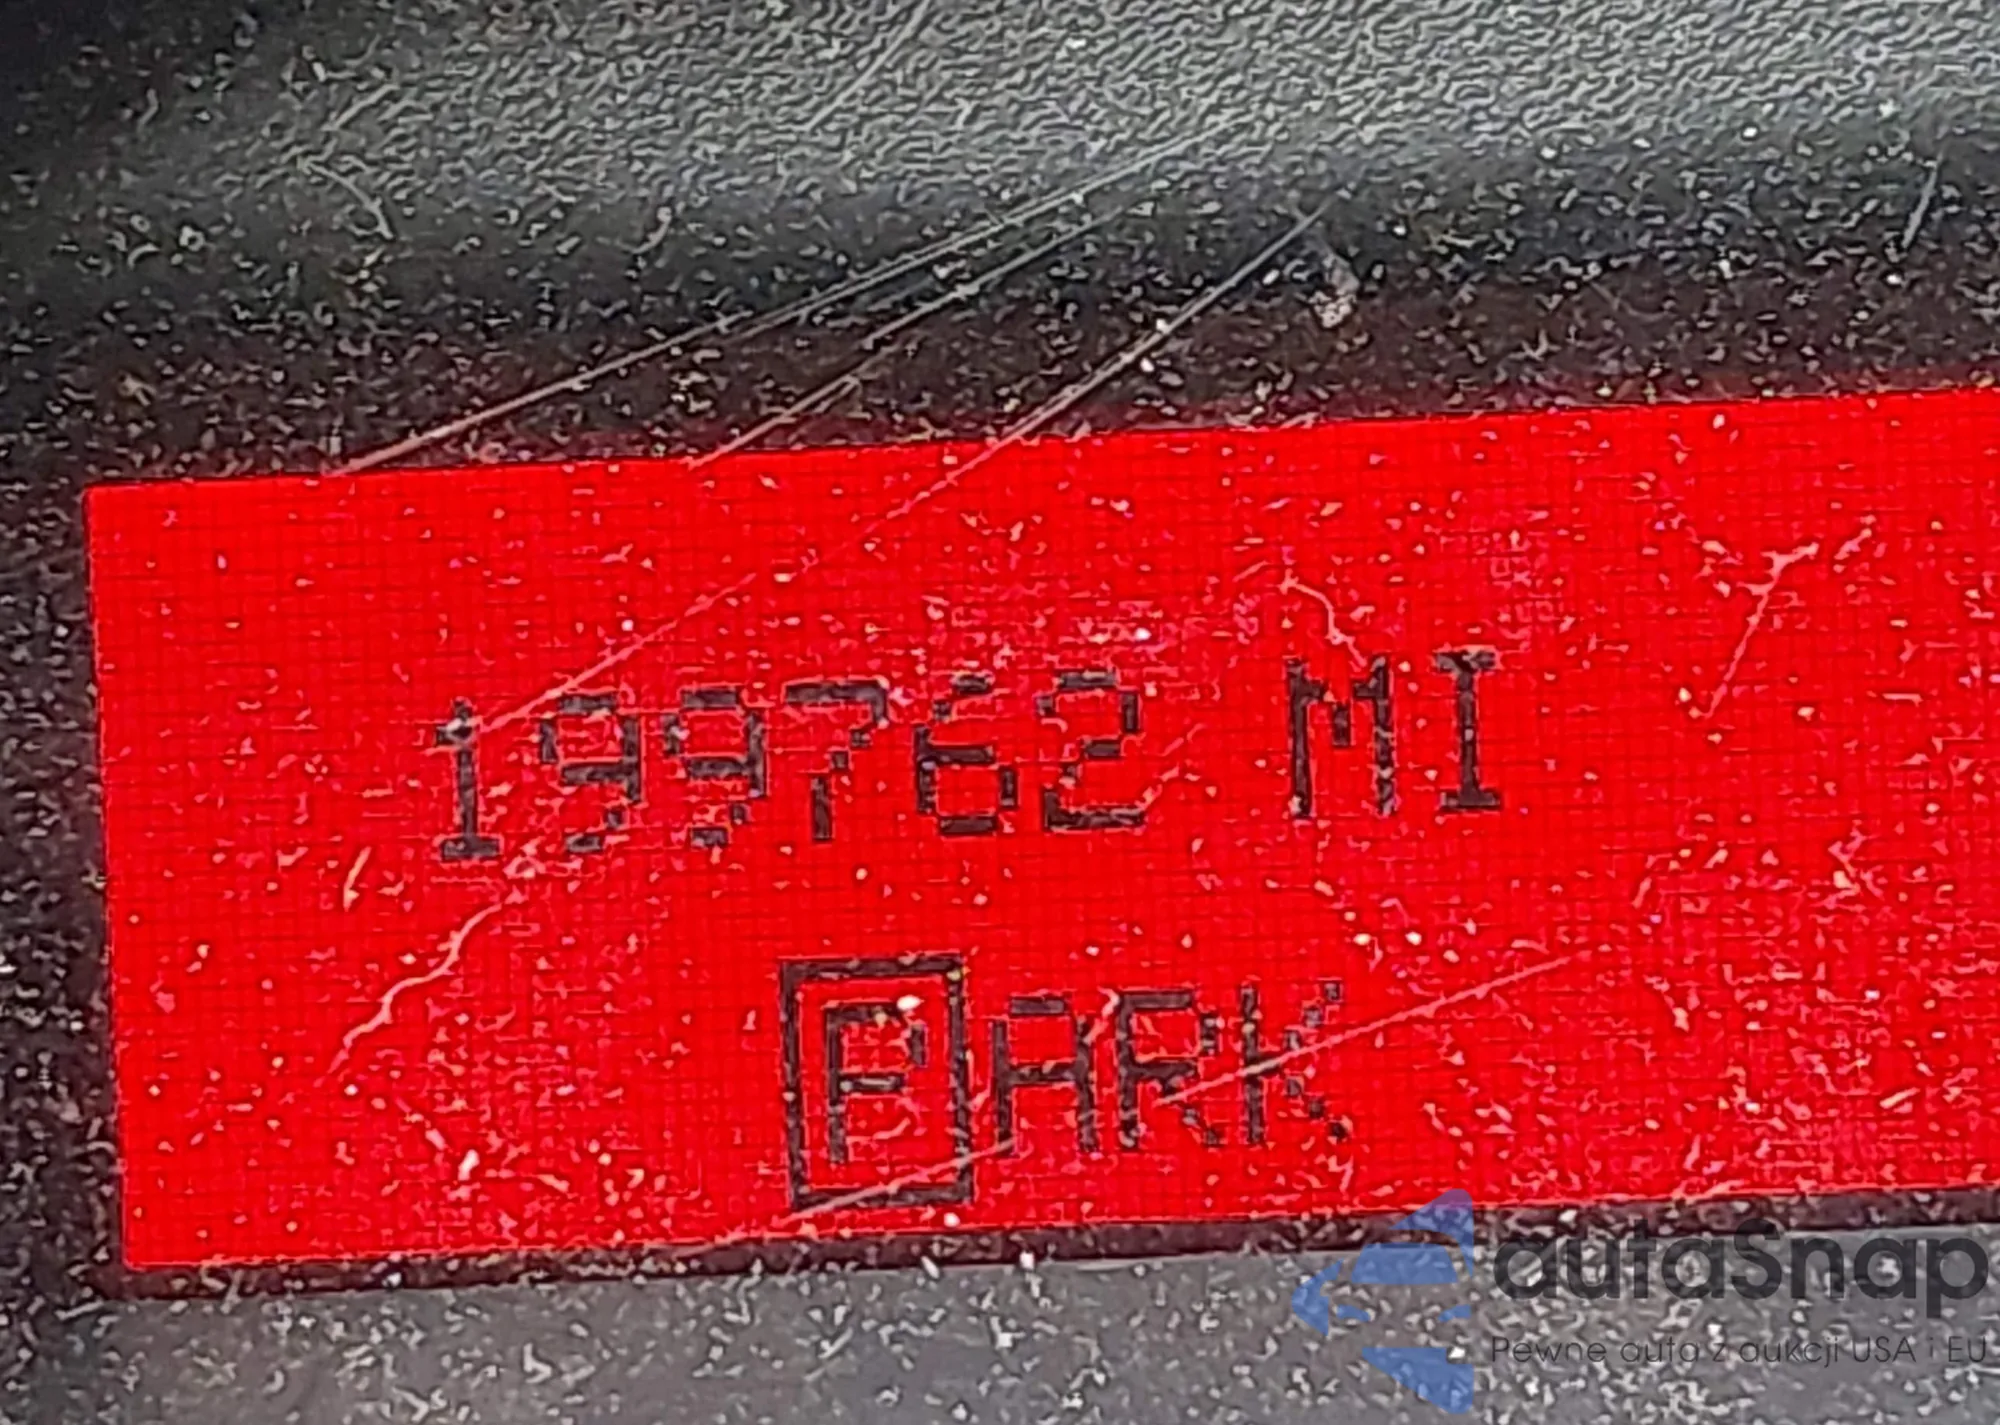 199762 MI
PARK
autaSnap
Pewne auta z aukcji USA i EU